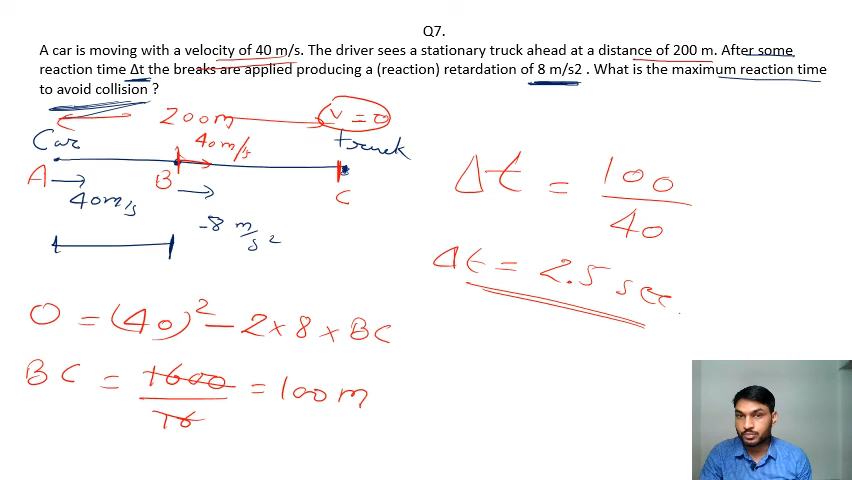 Q7.
A car is moving with a velocity of 40 m/s. The driver sees a stationary truck ahead at a distance of 200 m. After some
reaction time Δt the breaks are applied producing a (reaction) retardation of 8 m/s2 . What is the maximum reaction time
to avoid collision ?
200m
v = 0
Car
40m/s
truck
A
B
C
40m/s
-8 m/s2
Δt = 100/40
Δt = 2.5 sec.
0 = (40)² - 2 × 8 × BC
BC = 1600/16 = 100m